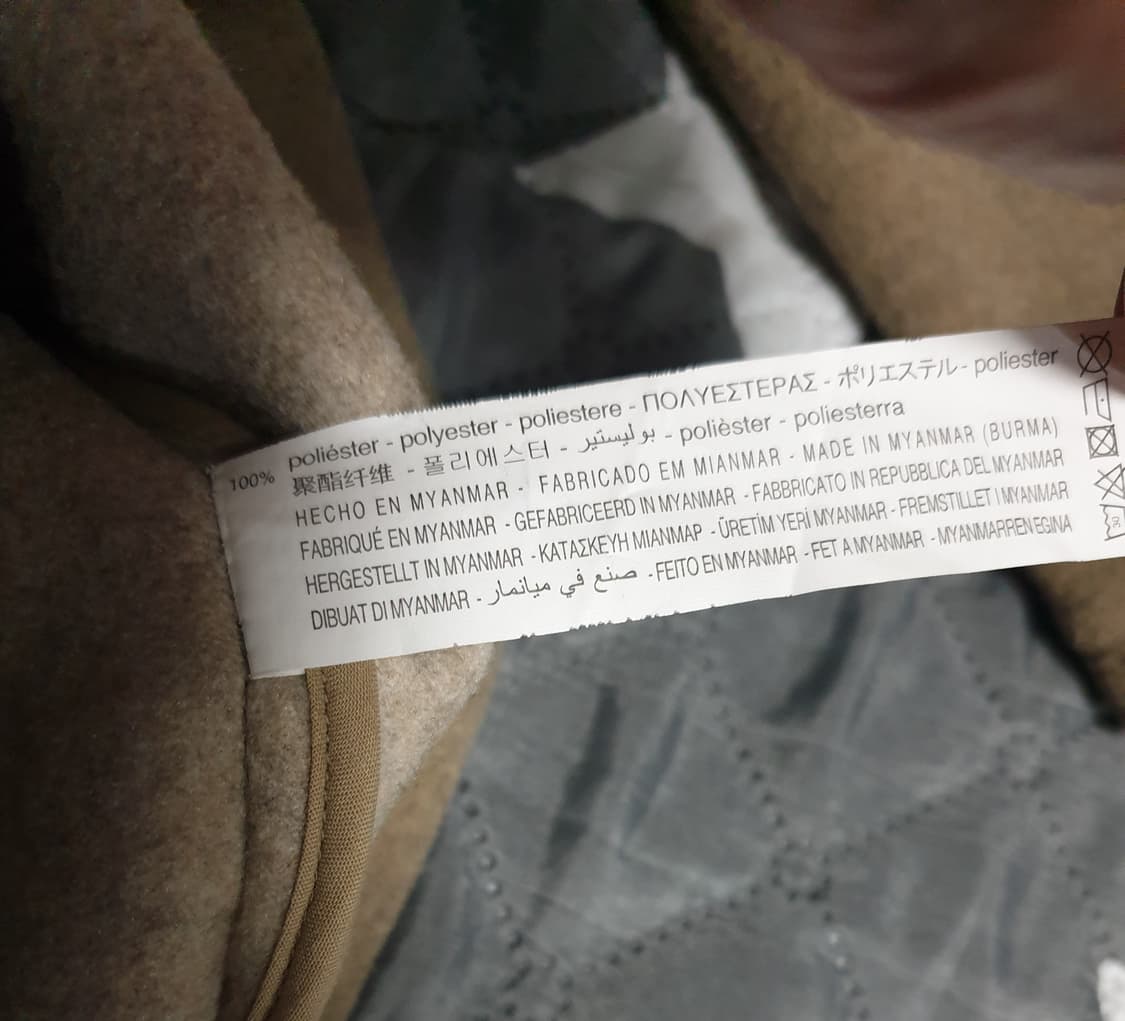 100% poliéster - polyester - poliestere - ΠΟΛΥΕΣΤΕΡΑΣ - ポリエステル - poliester
聚酯纤维 - 폴리에스터 - بوليستير - polièster - poliesterra
HECHO EN MYANMAR - FABRICADO EM MIANMAR - MADE IN MYANMAR (BURMA)
FABRIQUÉ EN MYANMAR - GEFABRICEERD IN MYANMAR - FABBRICATO IN REPUBBLICA DEL MYANMAR
HERGESTELLT IN MYANMAR - ΚΑΤΑΣΚΕΥΗ ΜΙΑΝΜΑΡ - ÜRETİM YERİ MYANMAR - FREMSTILLET I MYANMAR
DIBUAT DI MYANMAR - صنع في ميانمار - FEITO EN MYANMAR - FET A MYANMAR - MYANMARREN EGINA